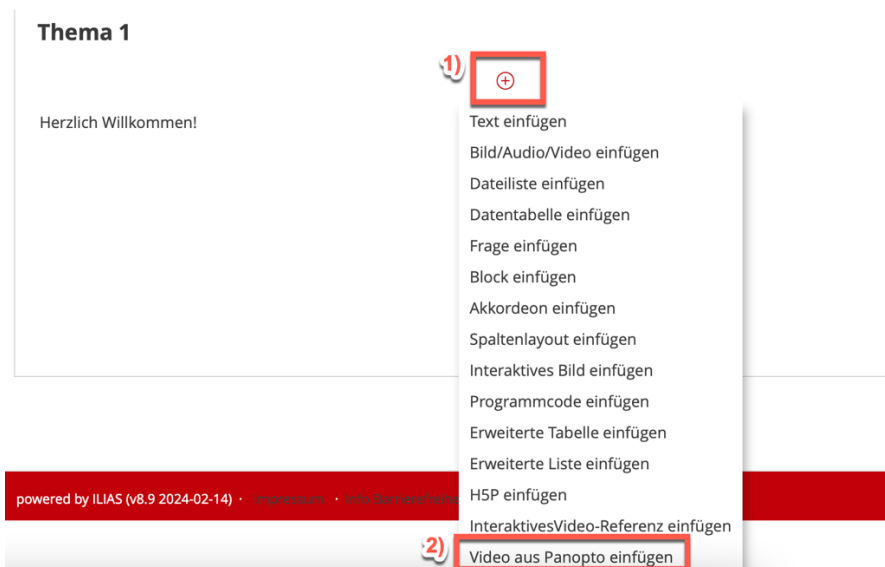 Thema 1
1)
Herzlich Willkommen!
Text einfügen
Bild/Audio/Video einfügen
Dateiliste einfügen
Datentabelle einfügen
Frage einfügen
Block einfügen
Akkordeon einfügen
Spaltenlayout einfügen
Interaktives Bild einfügen
Programmcode einfügen
Erweiterte Tabelle einfügen
Erweiterte Liste einfügen
H5P einfügen
InteraktivesVideo-Referenz einfügen
2) Video aus Panopto einfügen
powered by ILIAS (v8.9 2024-02-14) · Impressum ·